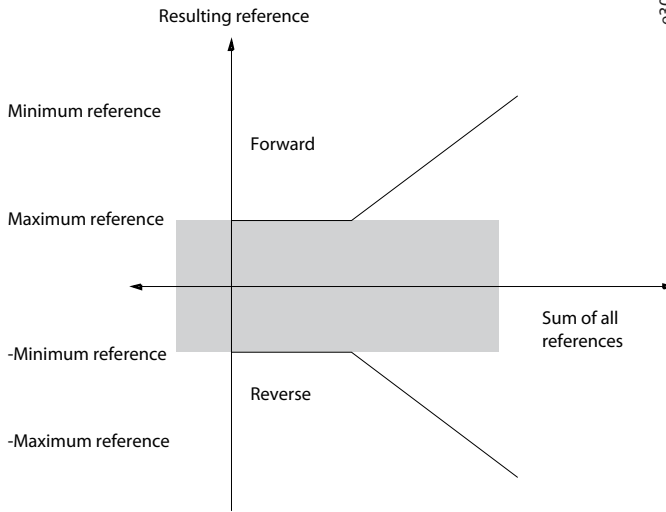 Resulting reference
Minimum reference
Forward
Maximum reference
Sum of all
references
-Minimum reference
Reverse
-Maximum reference